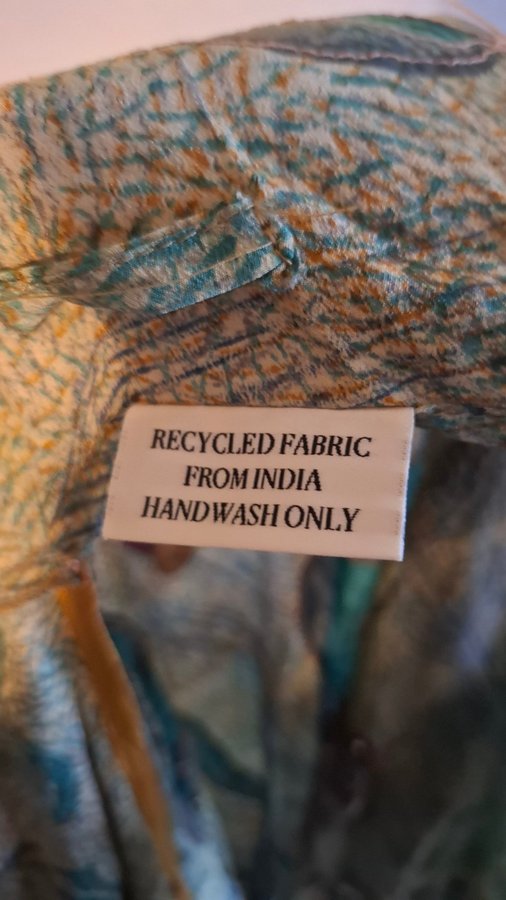 RECYCLED FABRIC
FROM INDIA
HANDWASH ONLY